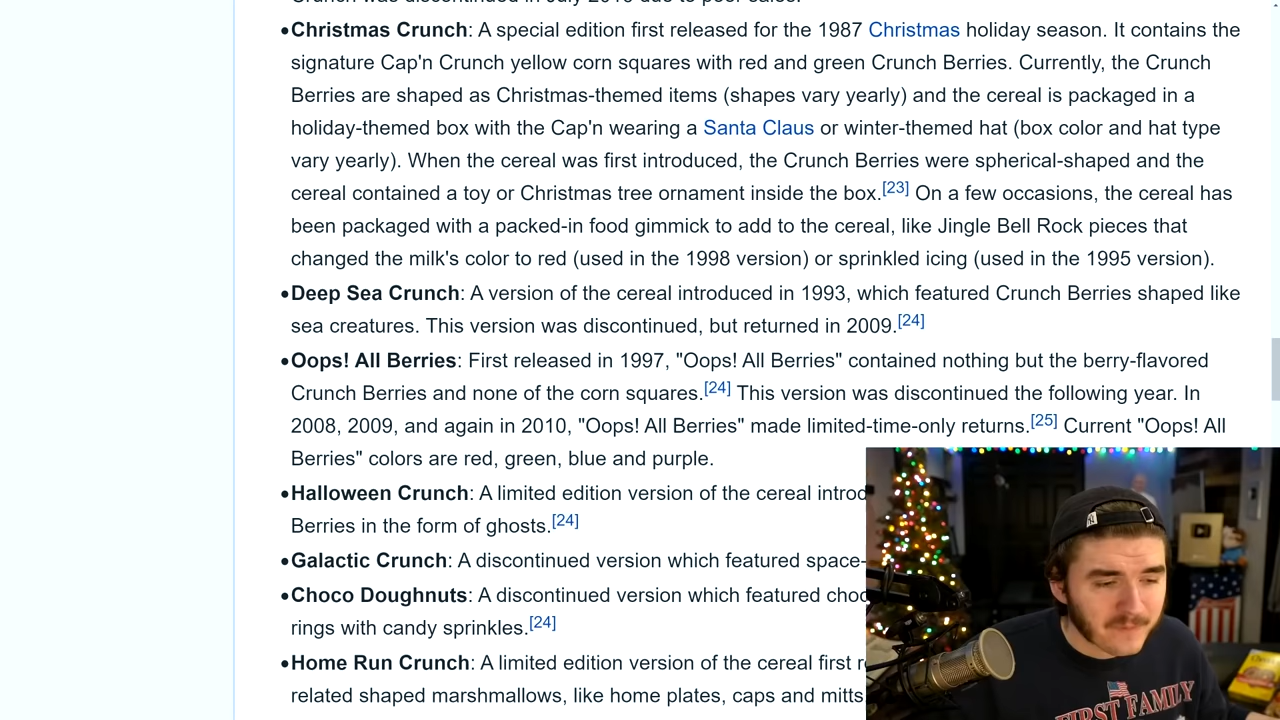 •Christmas Crunch: A special edition first released for the 1987 Christmas holiday season. It contains the
signature Cap'n Crunch yellow corn squares with red and green Crunch Berries. Currently, the Crunch
Berries are shaped as Christmas-themed items (shapes vary yearly) and the cereal is packaged in a
holiday-themed box with the Cap'n wearing a Santa Claus or winter-themed hat (box color and hat type
vary yearly). When the cereal was first introduced, the Crunch Berries were spherical-shaped and the
cereal contained a toy or Christmas tree ornament inside the box.[23] On a few occasions, the cereal has
been packaged with a packed-in food gimmick to add to the cereal, like Jingle Bell Rock pieces that
changed the milk's color to red (used in the 1998 version) or sprinkled icing (used in the 1995 version).
•Deep Sea Crunch: A version of the cereal introduced in 1993, which featured Crunch Berries shaped like
sea creatures. This version was discontinued, but returned in 2009.[24]
•Oops! All Berries: First released in 1997, "Oops! All Berries" contained nothing but the berry-flavored
Crunch Berries and none of the corn squares.[24] This version was discontinued the following year. In
2008, 2009, and again in 2010, "Oops! All Berries" made limited-time-only returns.[25] Current "Oops! All
Berries" colors are red, green, blue and purple.
•Halloween Crunch: A limited edition version of the cereal introd
Berries in the form of ghosts.[24]
•Galactic Crunch: A discontinued version which featured space-
•Choco Doughnuts: A discontinued version which featured choc
rings with candy sprinkles.[24]
•Home Run Crunch: A limited edition version of the cereal first r
related shaped marshmallows, like home plates, caps and mitts
FIRST FAMILY